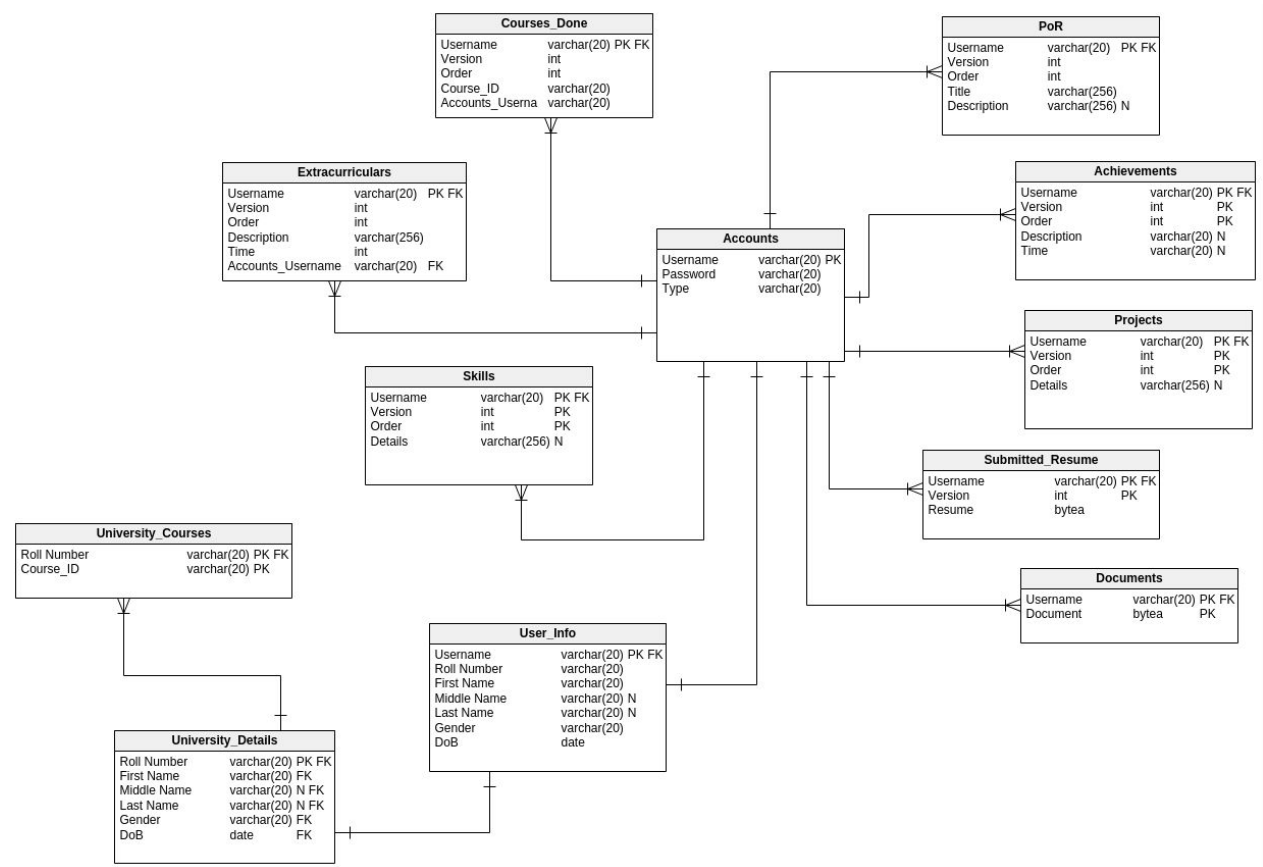 Courses_Done
Username varchar(20) PK FK
Version int
Order int
Course_ID varchar(20)
Accounts_Userna varchar(20)
PoR
Username varchar(20) PK FK
Version int
Order int
Title varchar(256)
Description varchar(256) N
Extracurriculars
Username varchar(20) PK FK
Version int
Order int
Description varchar(256)
Time int
Accounts_Username varchar(20) FK
Achievements
Username varchar(20) PK FK
Version int PK
Order int PK
Description varchar(20) N
Time varchar(20) N
Accounts
Username varchar(20) PK
Password varchar(20)
Type varchar(20)
Projects
Username varchar(20) PK FK
Version int PK
Order int PK
Details varchar(256) N
Skills
Username varchar(20) PK FK
Version int PK
Order int PK
Details varchar(256) N
Submitted_Resume
Username varchar(20) PK FK
Version int PK
Resume bytea
University_Courses
Roll Number varchar(20) PK FK
Course_ID varchar(20) PK
Documents
Username varchar(20) PK FK
Document bytea PK
User_Info
Username varchar(20) PK FK
Roll Number varchar(20)
First Name varchar(20)
Middle Name varchar(20) N
Last Name varchar(20) N
Gender varchar(20)
DoB date
University_Details
Roll Number varchar(20) PK FK
First Name varchar(20) FK
Middle Name varchar(20) N FK
Last Name varchar(20) N FK
Gender varchar(20) FK
DoB date FK